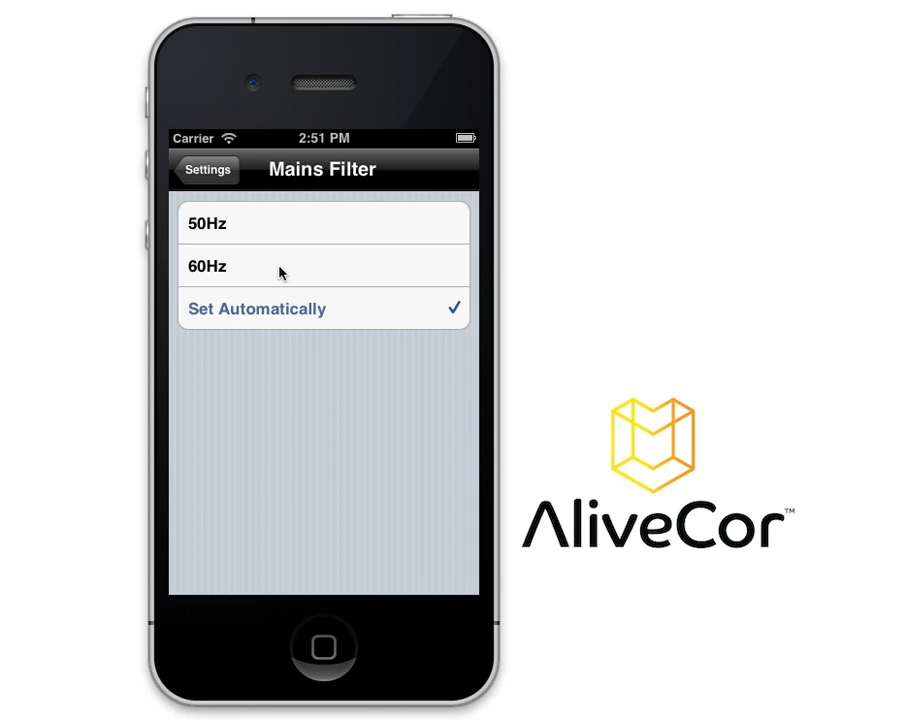 Carrier 2:51 PM
Settings Mains Filter
50Hz
60Hz
Set Automatically
AliveCor™